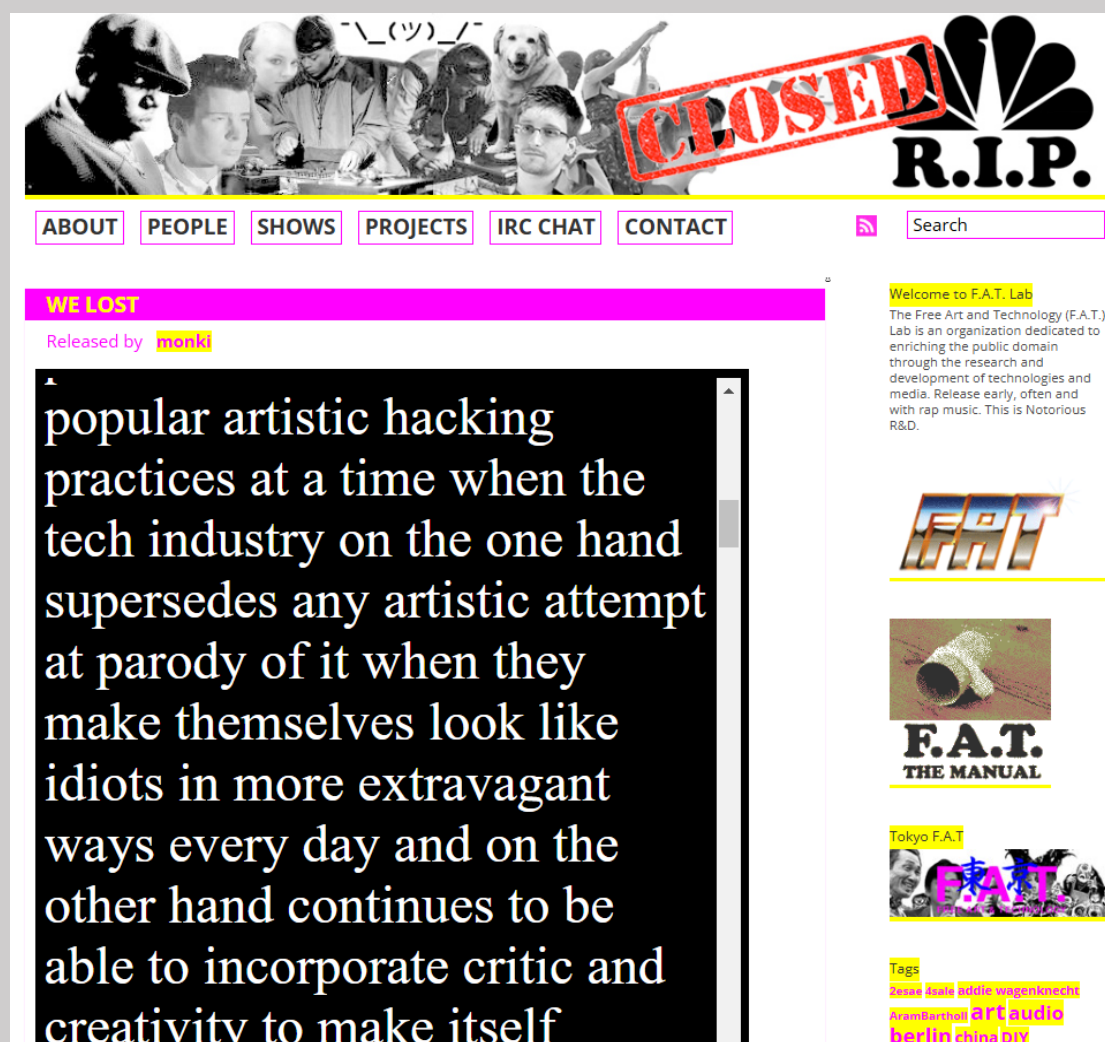 ¯\_(ツ)_/¯
CLOSED
R.I.P.
ABOUT
PEOPLE
SHOWS
PROJECTS
IRC CHAT
CONTACT
Search
WE LOST
Released by monki
popular artistic hacking
practices at a time when the
tech industry on the one hand
supersedes any artistic attempt
at parody of it when they
make themselves look like
idiots in more extravagant
ways every day and on the
other hand continues to be
able to incorporate critic and
creativity to make itself
Welcome to F.A.T. Lab
The Free Art and Technology (F.A.T.)
Lab is an organization dedicated to
enriching the public domain
through the research and
development of technologies and
media. Release early, often and
with rap music. This is Notorious
R&D.
FAT
F.A.T.
THE MANUAL
Tokyo F.A.T
F.A.T.
東京
Tags
2esae 4sale addie wagenknecht
AramBartholl art audio
berlin china DIY